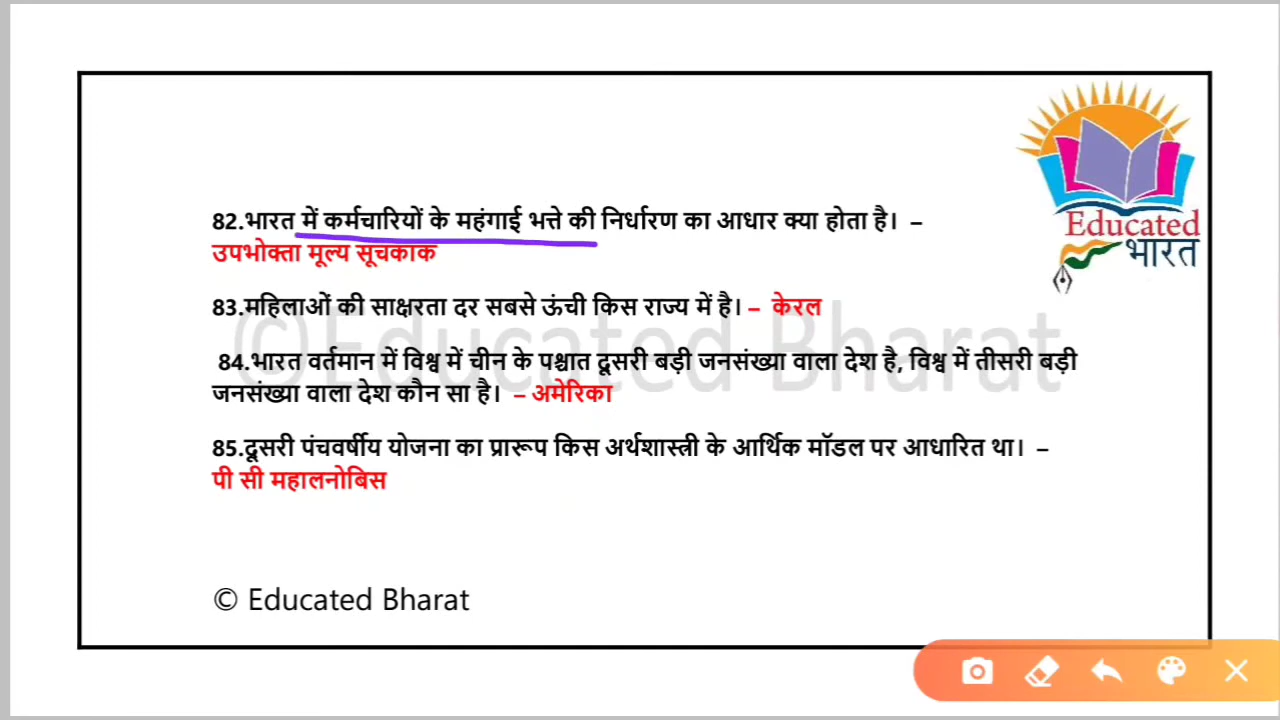 82.भारत में कर्मचारियों के महंगाई भत्ते की निर्धारण का आधार क्या होता है। –
उपभोक्ता मूल्य सूचकाक
83.महिलाओं की साक्षरता दर सबसे ऊंची किस राज्य में है। – केरल
84.भारत वर्तमान में विश्व में चीन के पश्चात दूसरी बड़ी जनसंख्या वाला देश है, विश्व में तीसरी बड़ी
जनसंख्या वाला देश कौन सा है। – अमेरिका
85.दूसरी पंचवर्षीय योजना का प्रारूप किस अर्थशास्त्री के आर्थिक मॉडल पर आधारित था। –
पी सी महालनोबिस
© Educated Bharat
Educated
भारत
©Educated Bharat